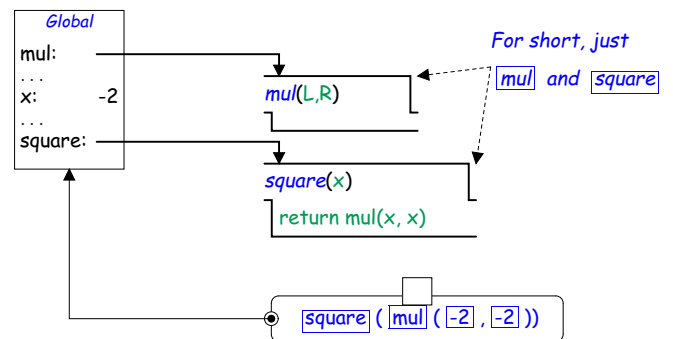 Global
mul:
...
x: -2
...
square:
mul(L,R)
square(x)
return mul(x, x)
For short, just
mul and square
square ( mul ( -2 , -2 ))